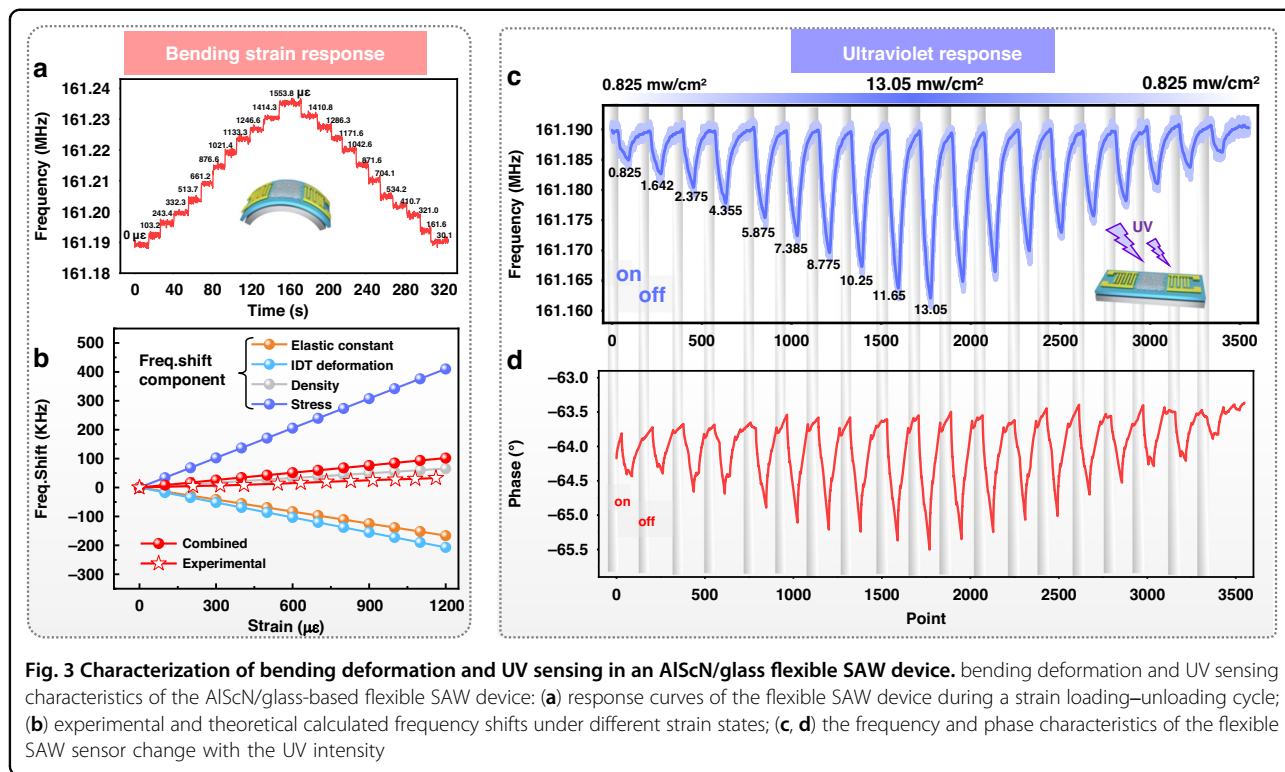 Bending strain response
a
Frequency (MHz)
161.24
161.23
161.22
161.21
161.20
161.19
161.18
0 με
103.2
243.4
332.3
513.7
661.2
876.6
1021.4
1133.3
1246.6
1414.3
1553.8 με
1410.8
1286.3
1171.6
1042.6
871.6
704.1
534.2
410.7
321.0
161.6
30.1
0 40 80 120 160 200 240 280 320
Time (s)
b
Freq.Shift (KHz)
500
400
300
200
100
0
−100
−200
−300
Freq.shift
component
Elastic constant
IDT deformation
Density
Stress
Combined
Experimental
0 300 600 900 1200
Strain (με)
Ultraviolet response
c
0.825 mw/cm² 13.05 mw/cm² 0.825 mw/cm²
Frequency (MHz)
161.190
161.185
161.180
161.175
161.170
161.165
161.160
0.825
1.642
2.375
4.355
5.875
7.385
8.775
10.25
11.65
13.05
on
off
UV
0 500 1000 1500 2000 2500 3000 3500
d
Phase (°)
−63.0
−63.5
−64.0
−64.5
−65.0
−65.5
on
off
0 500 1000 1500 2000 2500 3000 3500
Point
Fig. 3 Characterization of bending deformation and UV sensing in an AlScN/glass flexible SAW device. bending deformation and UV sensing
characteristics of the AlScN/glass-based flexible SAW device: (a) response curves of the flexible SAW device during a strain loading–unloading cycle;
(b) experimental and theoretical calculated frequency shifts under different strain states; (c, d) the frequency and phase characteristics of the flexible
SAW sensor change with the UV intensity